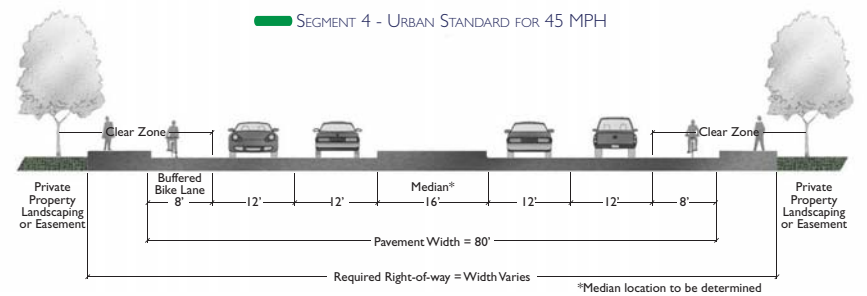 SEGMENT 4 - URBAN STANDARD FOR 45 MPH
Clear Zone
Clear Zone
Private
Property
Landscaping
or Easement
Buffered
Bike Lane
8'
12'
12'
Median*
16'
12'
12'
8'
Private
Property
Landscaping
or Easement
Pavement Width = 80'
Required Right-of-way = Width Varies
*Median location to be determined